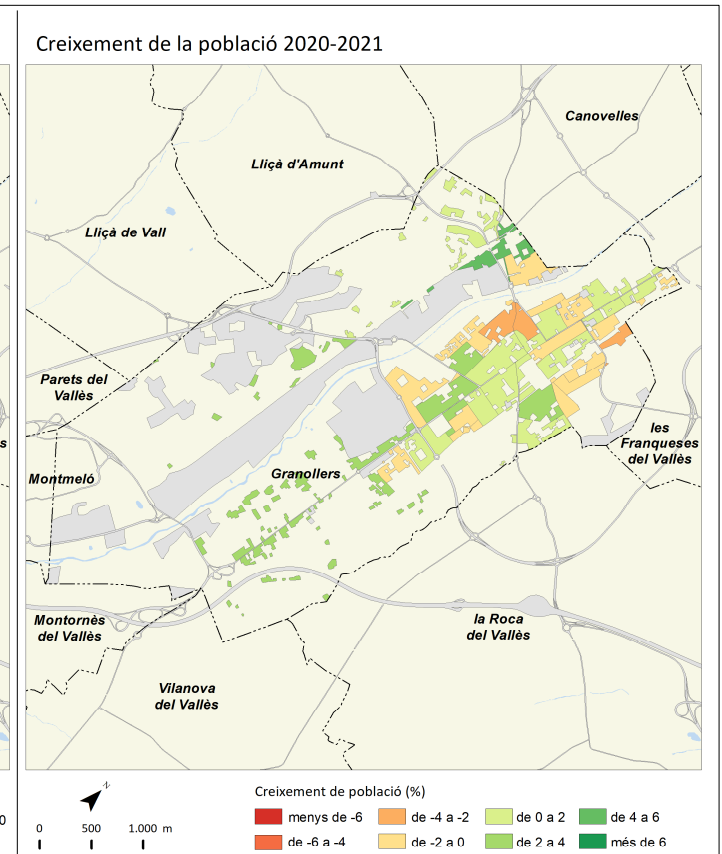 Creixement de la població 2020-2021
Canovelles
Lliçà d'Amunt
Lliçà de Vall
Parets del
Vallès
s
les
Franqueses
del Vallès
Granollers
Montmeló
Montornès
del Vallès
la Roca
del Vallès
Vilanova
del Vallès
N
Creixement de població (%)
0
0 500 1.000 m
menys de -6
de -4 a -2
de 0 a 2
de 4 a 6
de -6 a -4
de -2 a 0
de 2 a 4
més de 6